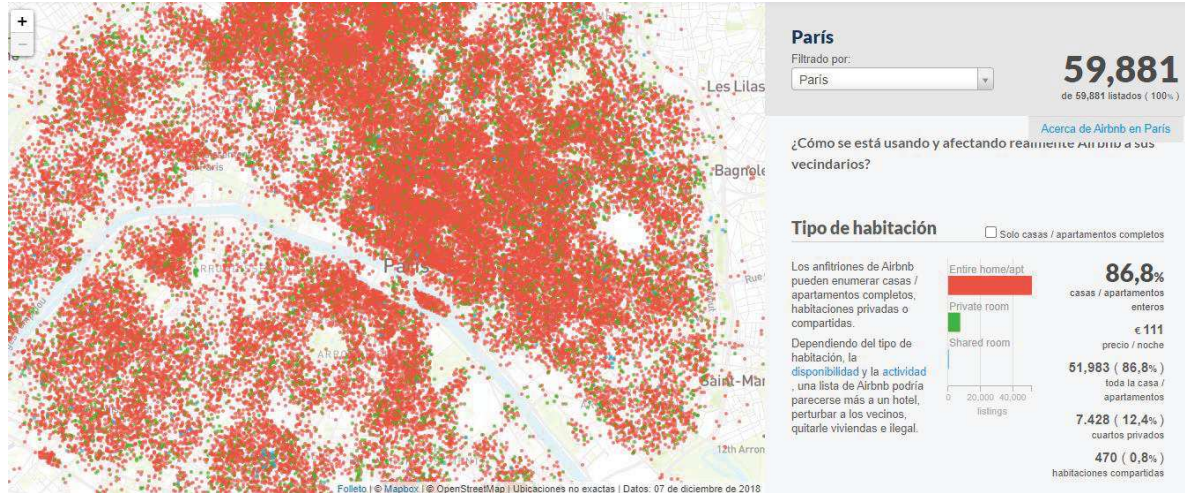 +
−
Les Lilas
Bagnole
París
Saint-Mar
12th Arron
Folleto | © Mapbox | © OpenStreetMap | Ubicaciones no exactas | Datos: 07 de diciembre de 2018
París
Filtrado por:
París
59,881
de 59,881 listados ( 100% )
Acerca de Airbnb en París
¿Cómo se está usando y afectando realmente Airbnb a sus
vecindarios?
Tipo de habitación
Solo casas / apartamentos completos
Los anfitriones de Airbnb
pueden enumerar casas /
apartamentos completos,
habitaciones privadas o
compartidas.
Dependiendo del tipo de
habitación, la
disponibilidad y la actividad
, una lista de Airbnb podría
parecerse más a un hotel,
perturbar a los vecinos,
quitarle viviendas e ilegal.
Entire home/apt
Private room
Shared room
0 20,000 40,000
listings
86,8%
casas / apartamentos
enteros
€ 111
precio / noche
51,983 ( 86,8% )
toda la casa /
apartamentos
7.428 ( 12,4% )
cuartos privados
470 ( 0,8% )
habitaciones compartidas